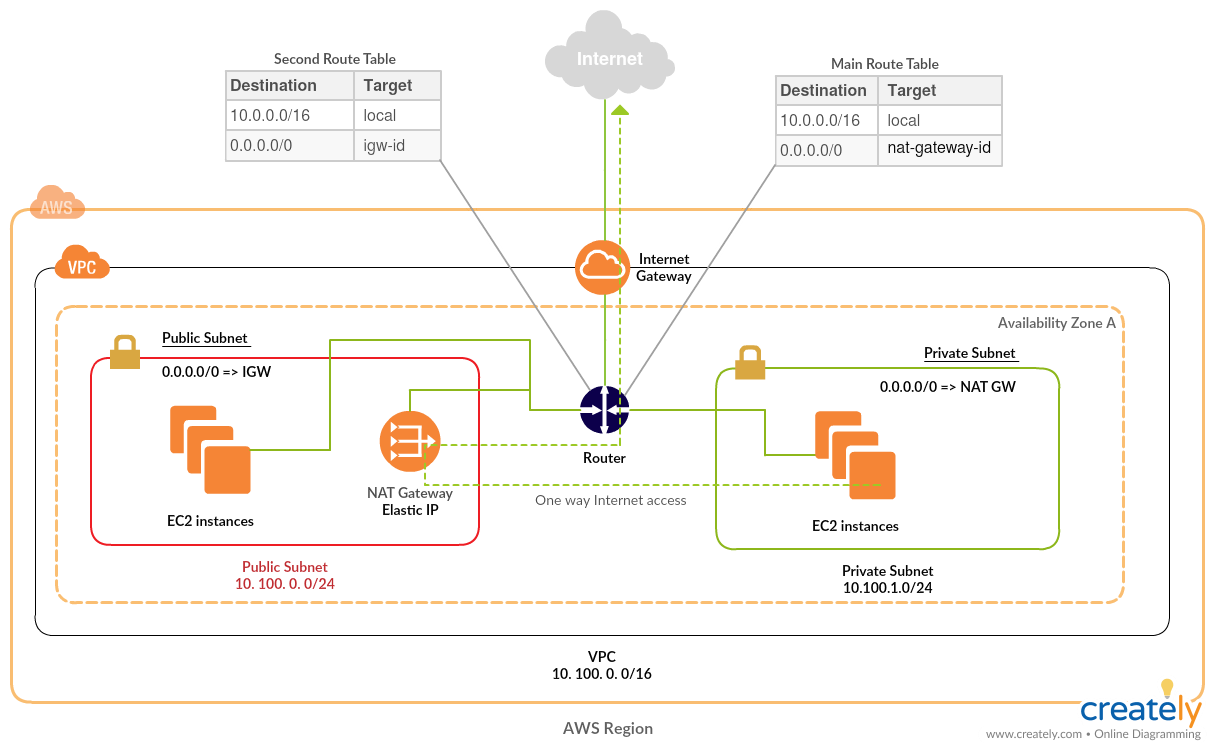 Internet
Second Route Table
Destination Target
10.0.0.0/16 local
0.0.0.0/0 igw-id
Main Route Table
Destination Target
10.0.0.0/16 local
0.0.0.0/0 nat-gateway-id
AWS
VPC
Internet
Gateway
Availability Zone A
Public Subnet
0.0.0.0/0 => IGW
Private Subnet
0.0.0.0/0 => NAT GW
Router
NAT Gateway
Elastic IP
One way Internet access
EC2 instances
EC2 instances
Public Subnet
10. 100. 0. 0/24
Private Subnet
10.100.1.0/24
VPC
10. 100. 0. 0/16
AWS Region
creately
www.creately.com • Online Diagramming